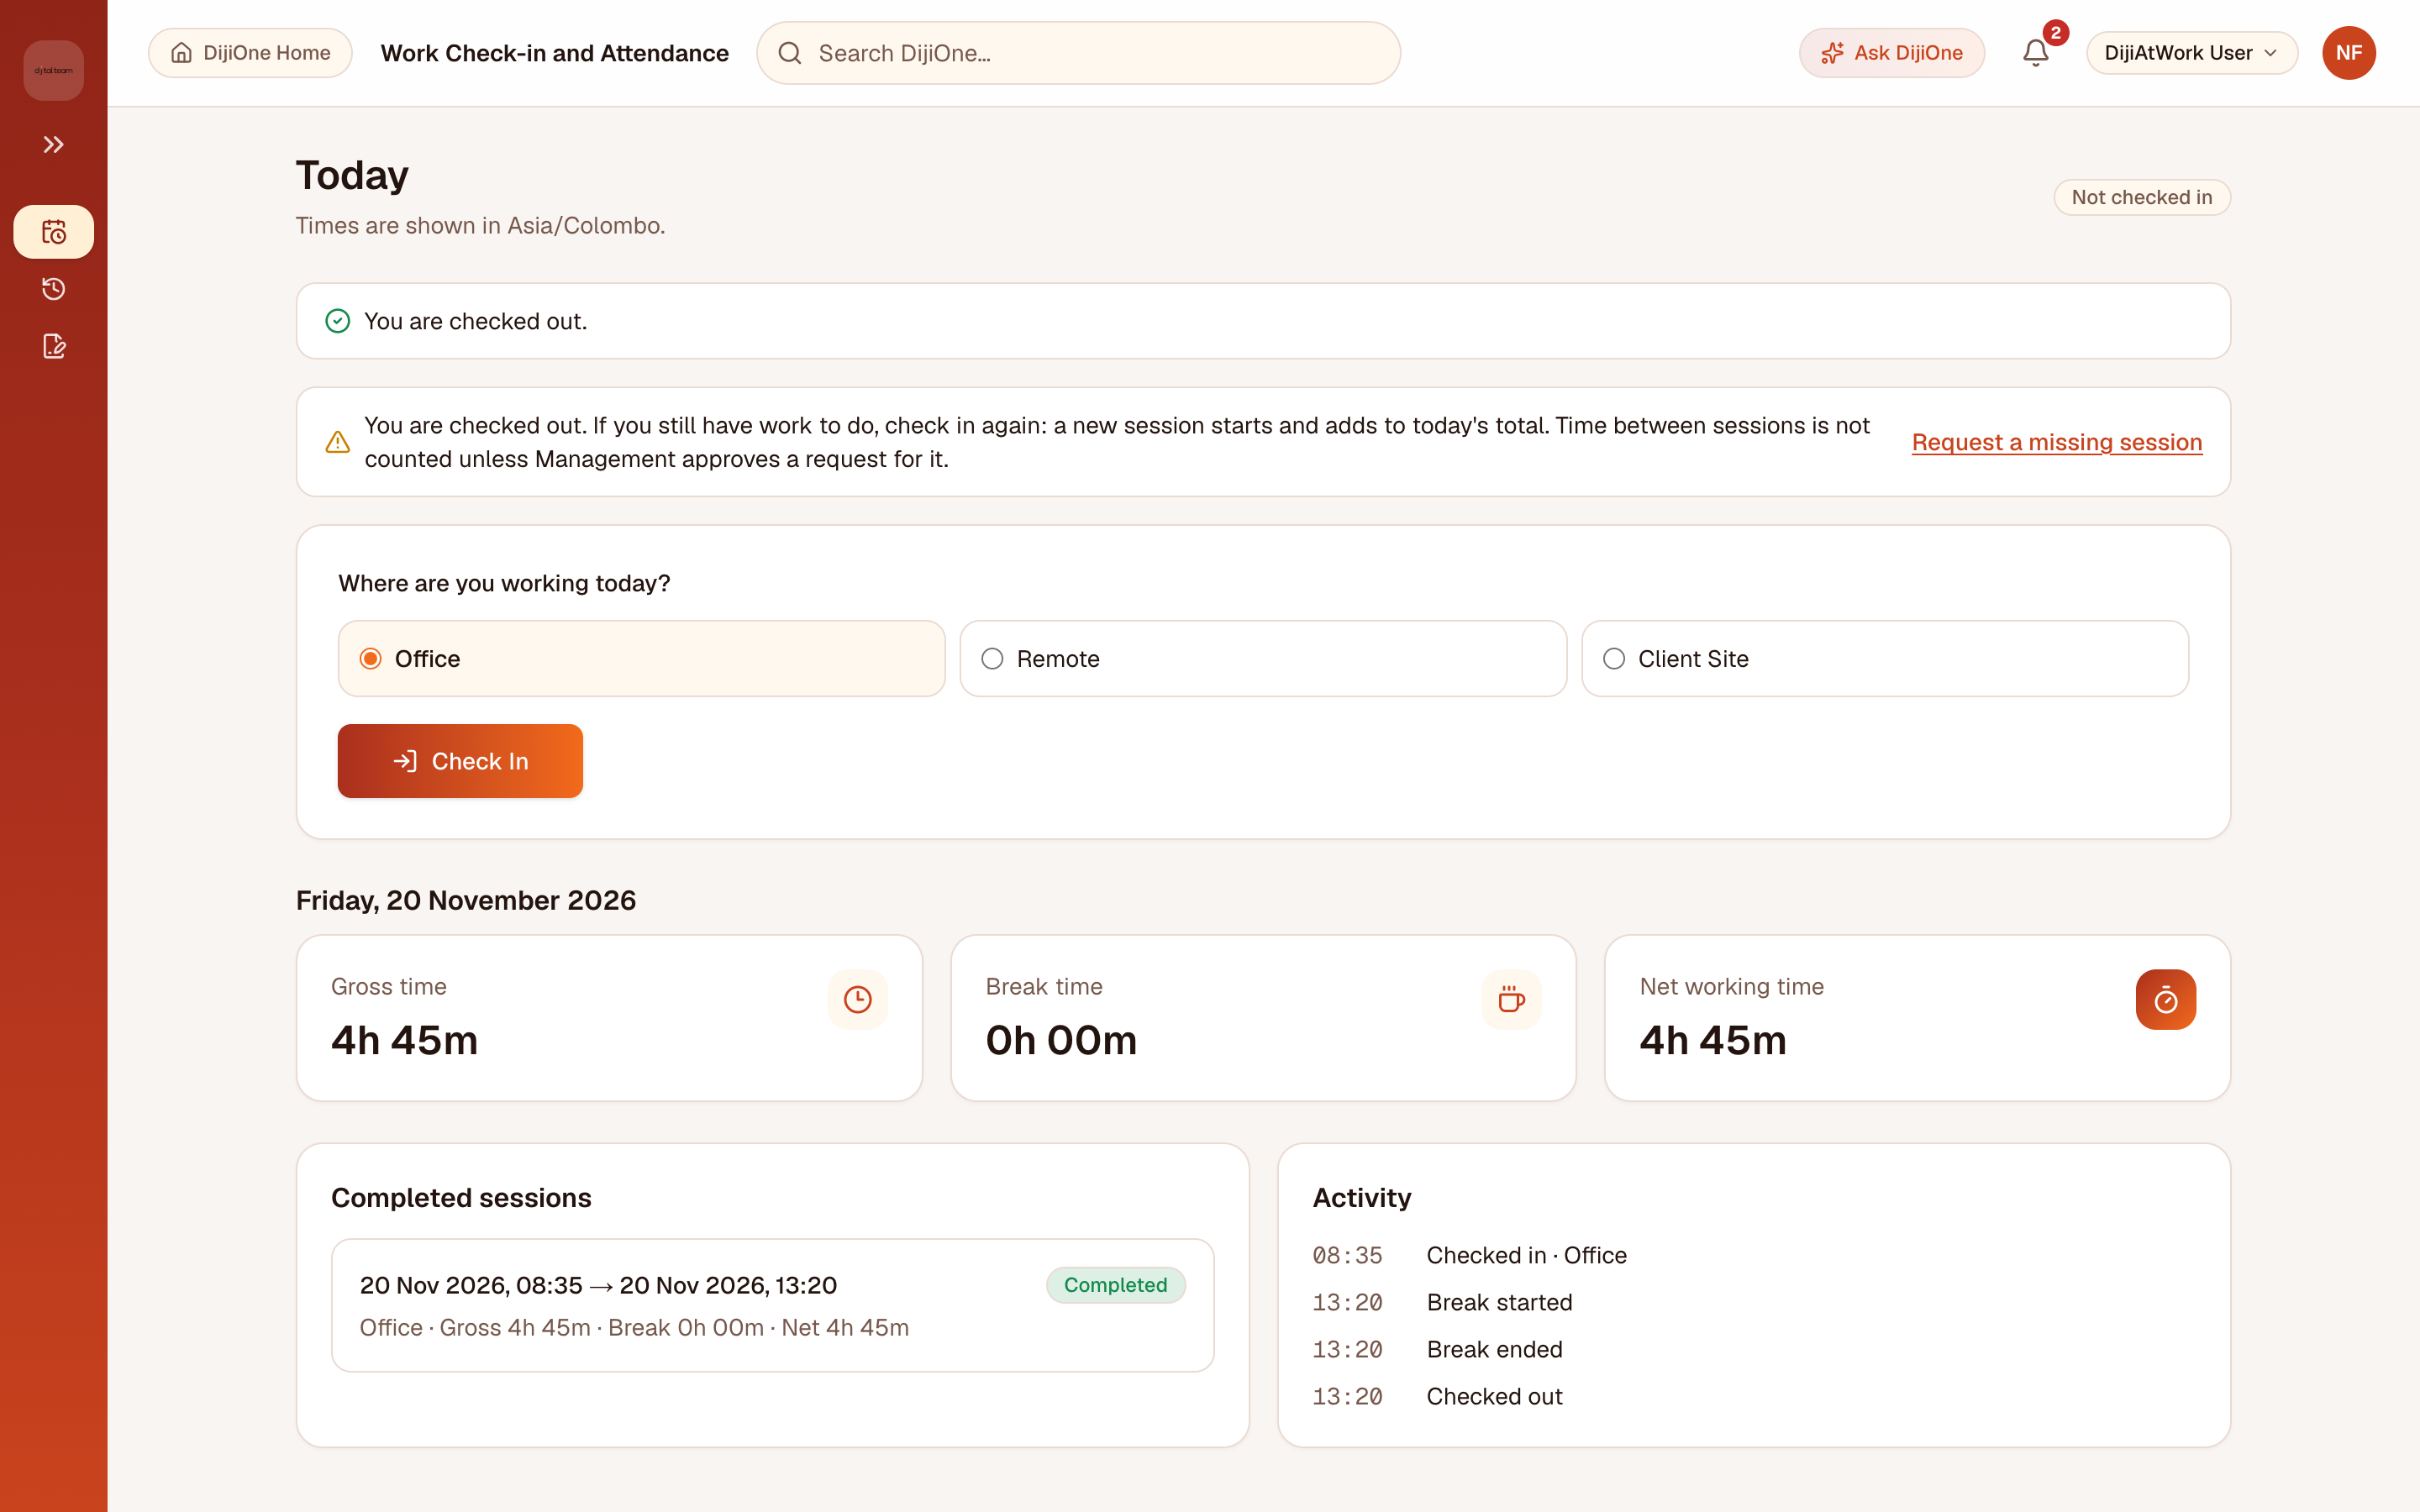 dijital team
DijiOne Home
Work Check-in and Attendance
Search DijiOne...
Ask DijiOne
2
DijiAtWork User
NF
Today
Times are shown in Asia/Colombo.
Not checked in
You are checked out.
You are checked out. If you still have work to do, check in again: a new session starts and adds to today's total. Time between sessions is not
counted unless Management approves a request for it.
Request a missing session
Where are you working today?
Office
Remote
Client Site
Check In
Friday, 20 November 2026
Gross time
4h 45m
Break time
0h 00m
Net working time
4h 45m
Completed sessions
20 Nov 2026, 08:35 → 20 Nov 2026, 13:20
Completed
Office · Gross 4h 45m · Break 0h 00m · Net 4h 45m
Activity
08:35 Checked in · Office
13:20 Break started
13:20 Break ended
13:20 Checked out